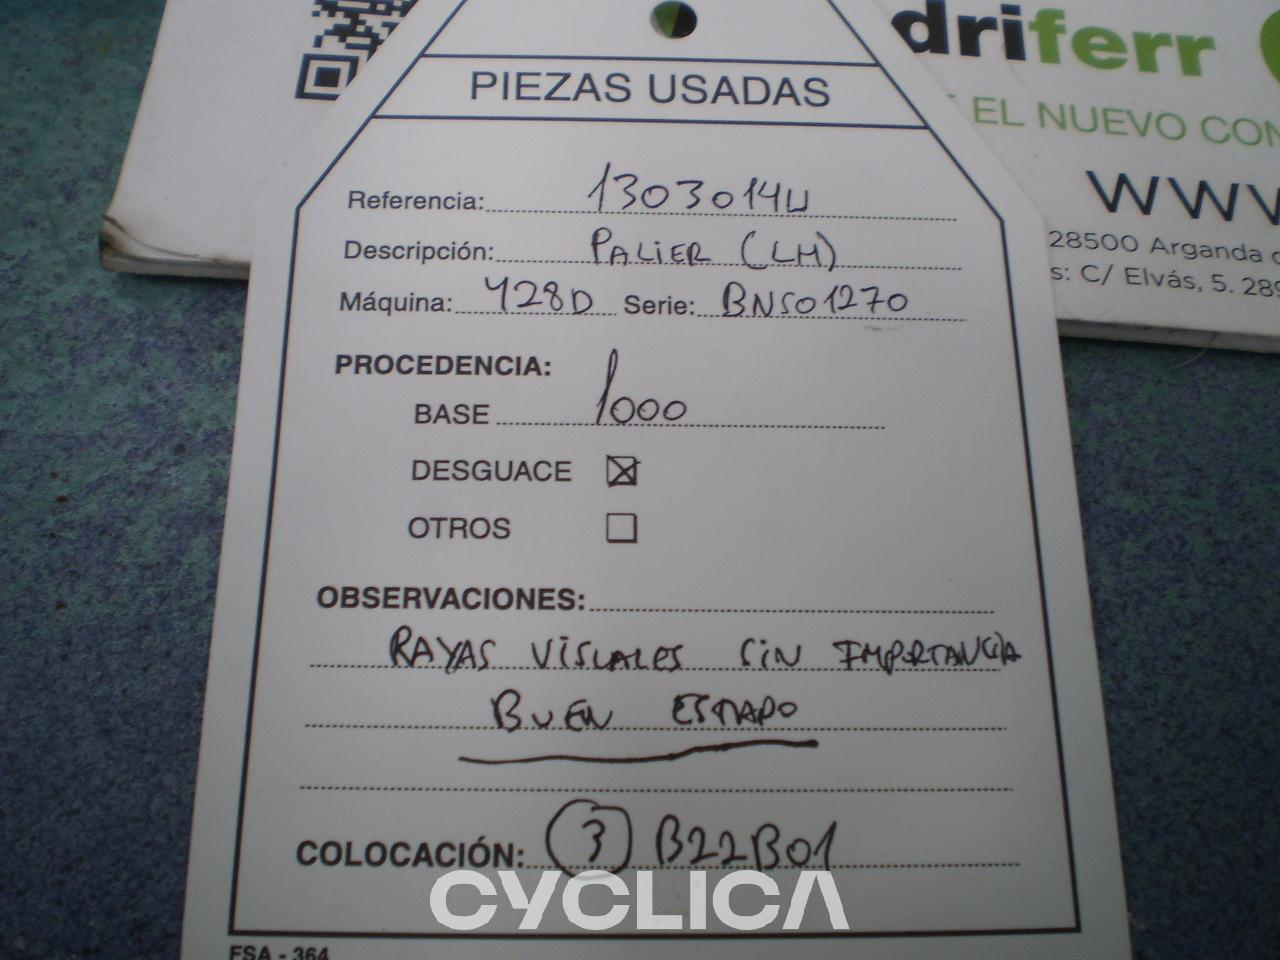 driferr
EL NUEVO CON
WWW
28500 Arganda d
s: C/ Elvás, 5. 289
PIEZAS USADAS
Referencia: 1303014U
Descripción: PALIER (LH)
Máquina: 428D Serie: BNS01270
PROCEDENCIA:
BASE 1000
DESGUACE ☒
OTROS ☐
OBSERVACIONES:
RAYAS VISUALES SIN IMPORTANCIA
BUEN ESTADO
COLOCACIÓN: 3 B22B01
CYCLICA
FSA - 364